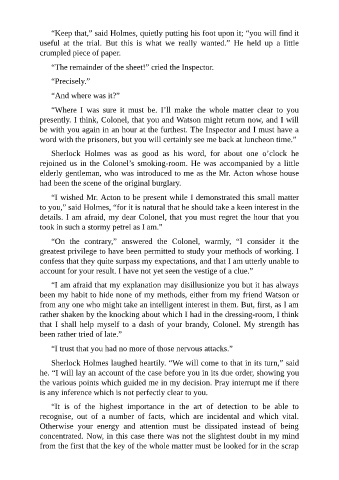 “Keep that,” said Holmes, quietly putting his foot upon it; “you will find it
useful at the trial. But this is what we really wanted.” He held up a little
crumpled piece of paper.
“The remainder of the sheet!” cried the Inspector.
“Precisely.”
“And where was it?”
“Where I was sure it must be. I’ll make the whole matter clear to you
presently. I think, Colonel, that you and Watson might return now, and I will
be with you again in an hour at the furthest. The Inspector and I must have a
word with the prisoners, but you will certainly see me back at luncheon time.”
Sherlock Holmes was as good as his word, for about one o’clock he
rejoined us in the Colonel’s smoking-room. He was accompanied by a little
elderly gentleman, who was introduced to me as the Mr. Acton whose house
had been the scene of the original burglary.
“I wished Mr. Acton to be present while I demonstrated this small matter
to you,” said Holmes, “for it is natural that he should take a keen interest in the
details. I am afraid, my dear Colonel, that you must regret the hour that you
took in such a stormy petrel as I am.”
“On the contrary,” answered the Colonel, warmly, “I consider it the
greatest privilege to have been permitted to study your methods of working. I
confess that they quite surpass my expectations, and that I am utterly unable to
account for your result. I have not yet seen the vestige of a clue.”
“I am afraid that my explanation may disillusionize you but it has always
been my habit to hide none of my methods, either from my friend Watson or
from any one who might take an intelligent interest in them. But, first, as I am
rather shaken by the knocking about which I had in the dressing-room, I think
that I shall help myself to a dash of your brandy, Colonel. My strength has
been rather tried of late.”
“I trust that you had no more of those nervous attacks.”
Sherlock Holmes laughed heartily. “We will come to that in its turn,” said
he. “I will lay an account of the case before you in its due order, showing you
the various points which guided me in my decision. Pray interrupt me if there
is any inference which is not perfectly clear to you.
“It is of the highest importance in the art of detection to be able to
recognise, out of a number of facts, which are incidental and which vital.
Otherwise your energy and attention must be dissipated instead of being
concentrated. Now, in this case there was not the slightest doubt in my mind
from the first that the key of the whole matter must be looked for in the scrap